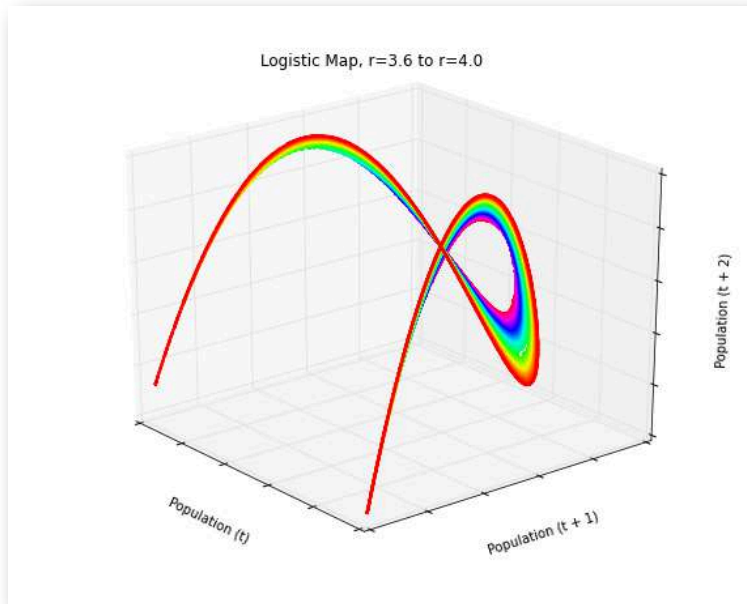 Logistic Map, r=3.6 to r=4.0
Population (t + 2)
Population (t)
Population (t + 1)